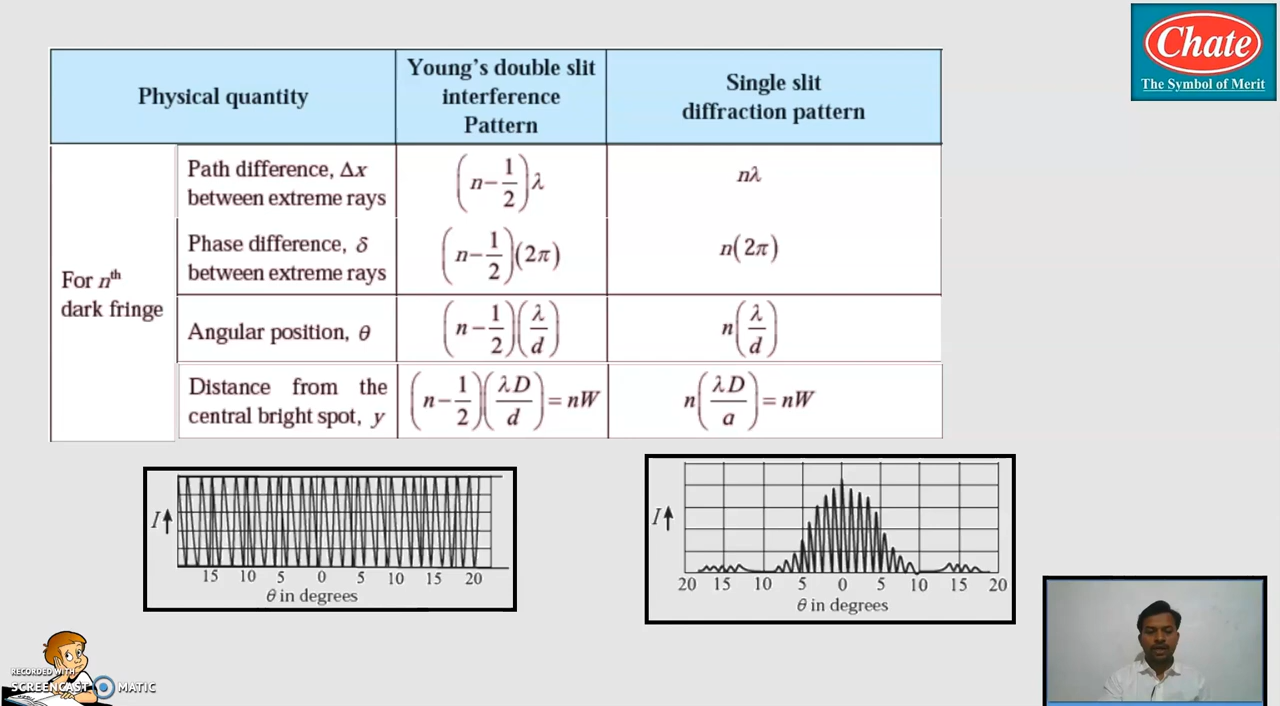 Chate
The Symbol of Merit
Physical quantity
Young's double slit
interference
Pattern
Single slit
diffraction pattern
For nᵗʰ
dark fringe
Path difference, Δx
between extreme rays
(n−1/2)λ
nλ
Phase difference, δ
between extreme rays
(n−1/2)(2π)
n(2π)
Angular position, θ
(n−1/2)(λ/d)
n(λ/d)
Distance from the
central bright spot, y
(n−1/2)(λD/d)=nW
n(λD/a)=nW
I↑
15 10 5 0 5 10 15 20
θ in degrees
I↑
20 15 10 5 0 5 10 15 20
θ in degrees
RECORDED WITH
SCREENCAST MATIC